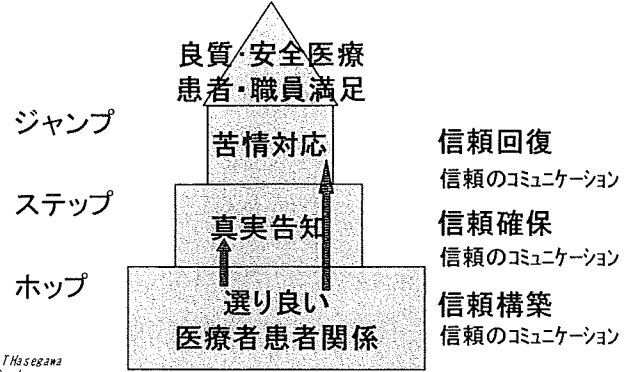 良質・安全医療
患者・職員満足
ジャンプ
苦情対応
信頼回復
信頼のコミュニケーション
ステップ
真実告知
信頼確保
信頼のコミュニケーション
ホップ
選り良い
医療者患者関係
信頼構築
信頼のコミュニケーション
THasegawa